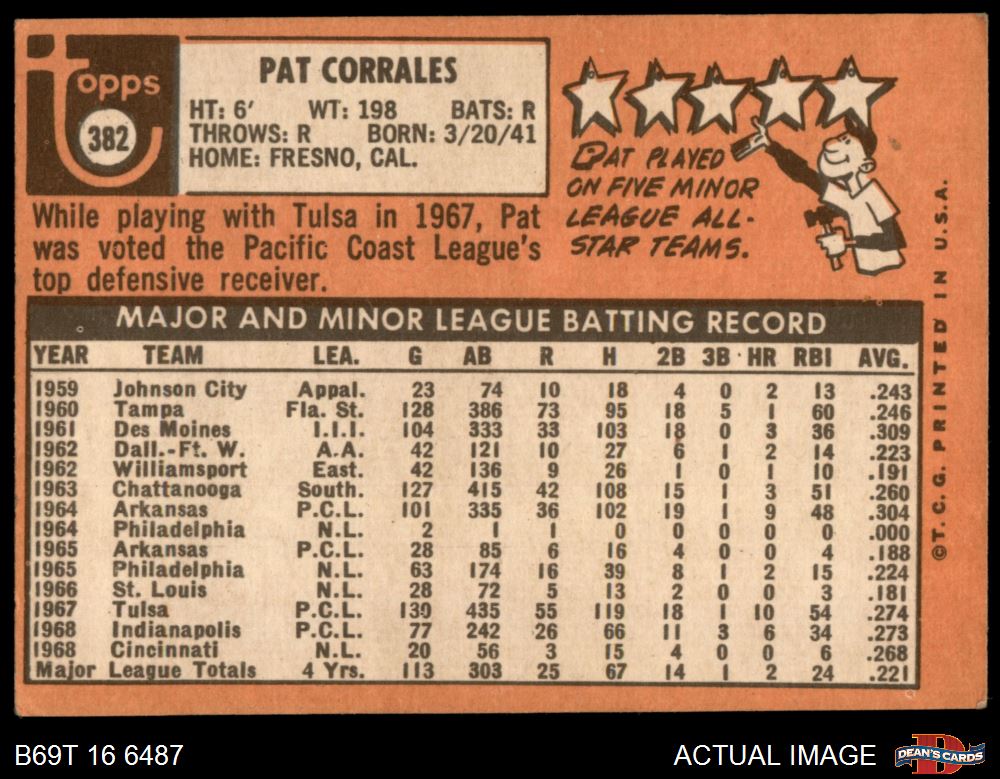 Topps
382
PAT CORRALES
HT: 6' WT: 198 BATS: R
THROWS: R BORN: 3/20/41
HOME: FRESNO, CAL.
While playing with Tulsa in 1967, Pat
was voted the Pacific Coast League's
top defensive receiver.
PAT PLAYED
ON FIVE MINOR
LEAGUE ALL-
STAR TEAMS.
MAJOR AND MINOR LEAGUE BATTING RECORD
YEAR TEAM LEA. G AB R H 2B 3B HR RBI AVG.
1959 Johnson City Appal. 23 74 10 18 4 0 2 13 .243
1960 Tampa Fla. St. 128 386 73 95 18 5 1 60 .246
1961 Des Moines I.I.I. 104 333 33 103 18 0 3 36 .309
1962 Dall.-Ft. W. A.A. 42 121 10 27 6 1 2 14 .223
1962 Williamsport East. 42 136 9 26 1 0 1 10 .191
1963 Chattanooga South. 127 415 42 108 15 1 3 51 .260
1964 Arkansas P.C.L. 101 335 36 102 19 1 9 48 .304
1964 Philadelphia N.L. 2 1 1 0 0 0 0 0 .000
1965 Arkansas P.C.L. 28 85 6 16 4 0 0 4 .188
1965 Philadelphia N.L. 63 174 16 39 8 1 2 15 .224
1966 St. Louis N.L. 28 72 5 13 2 0 0 3 .181
1967 Tulsa P.C.L. 130 435 55 119 18 1 10 54 .274
1968 Indianapolis P.C.L. 77 242 26 66 11 3 6 34 .273
1968 Cincinnati N.L. 20 56 3 15 4 0 0 6 .268
Major League Totals 4 Yrs. 113 303 25 67 14 1 2 24 .221
©T.C.G. PRINTED IN U.S.A.
B69T 16 6487
ACTUAL IMAGE
DEAN'S CARDS